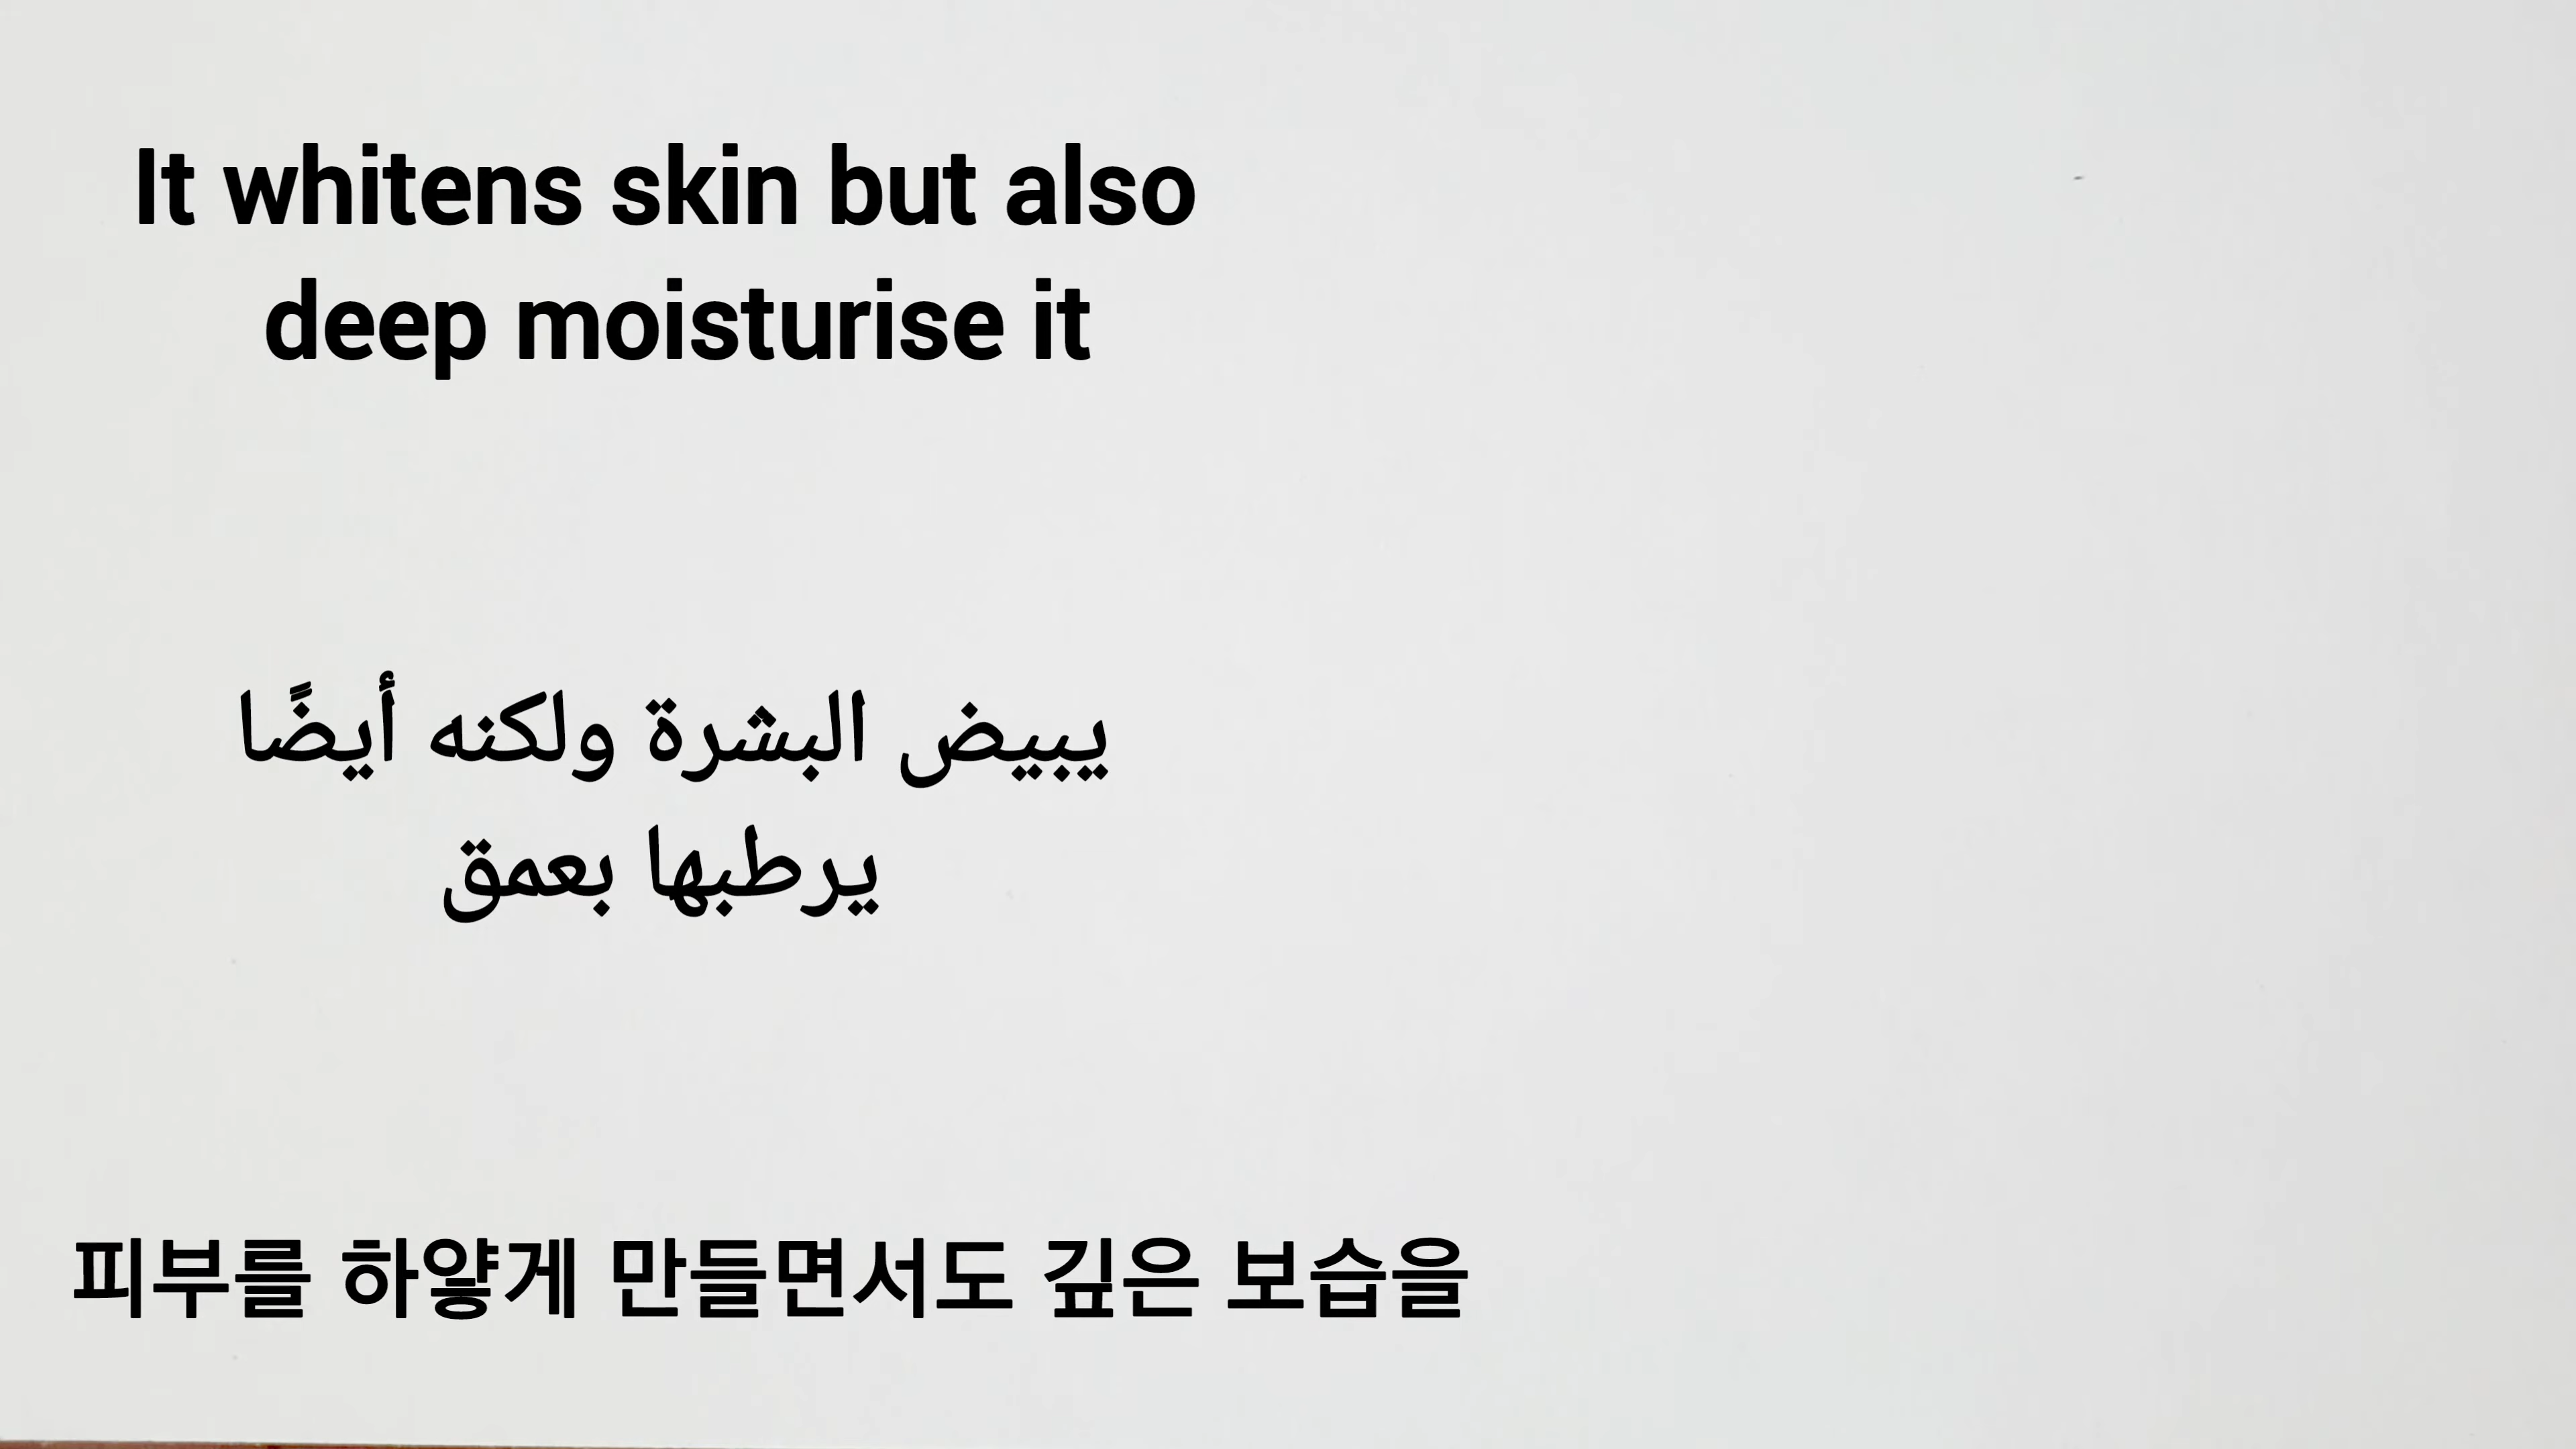 It whitens skin but also
deep moisturise it
يبيض البشرة ولكنه أيضًا
يرطبها بعمق
피부를 하얗게 만들면서도 깊은 보습을